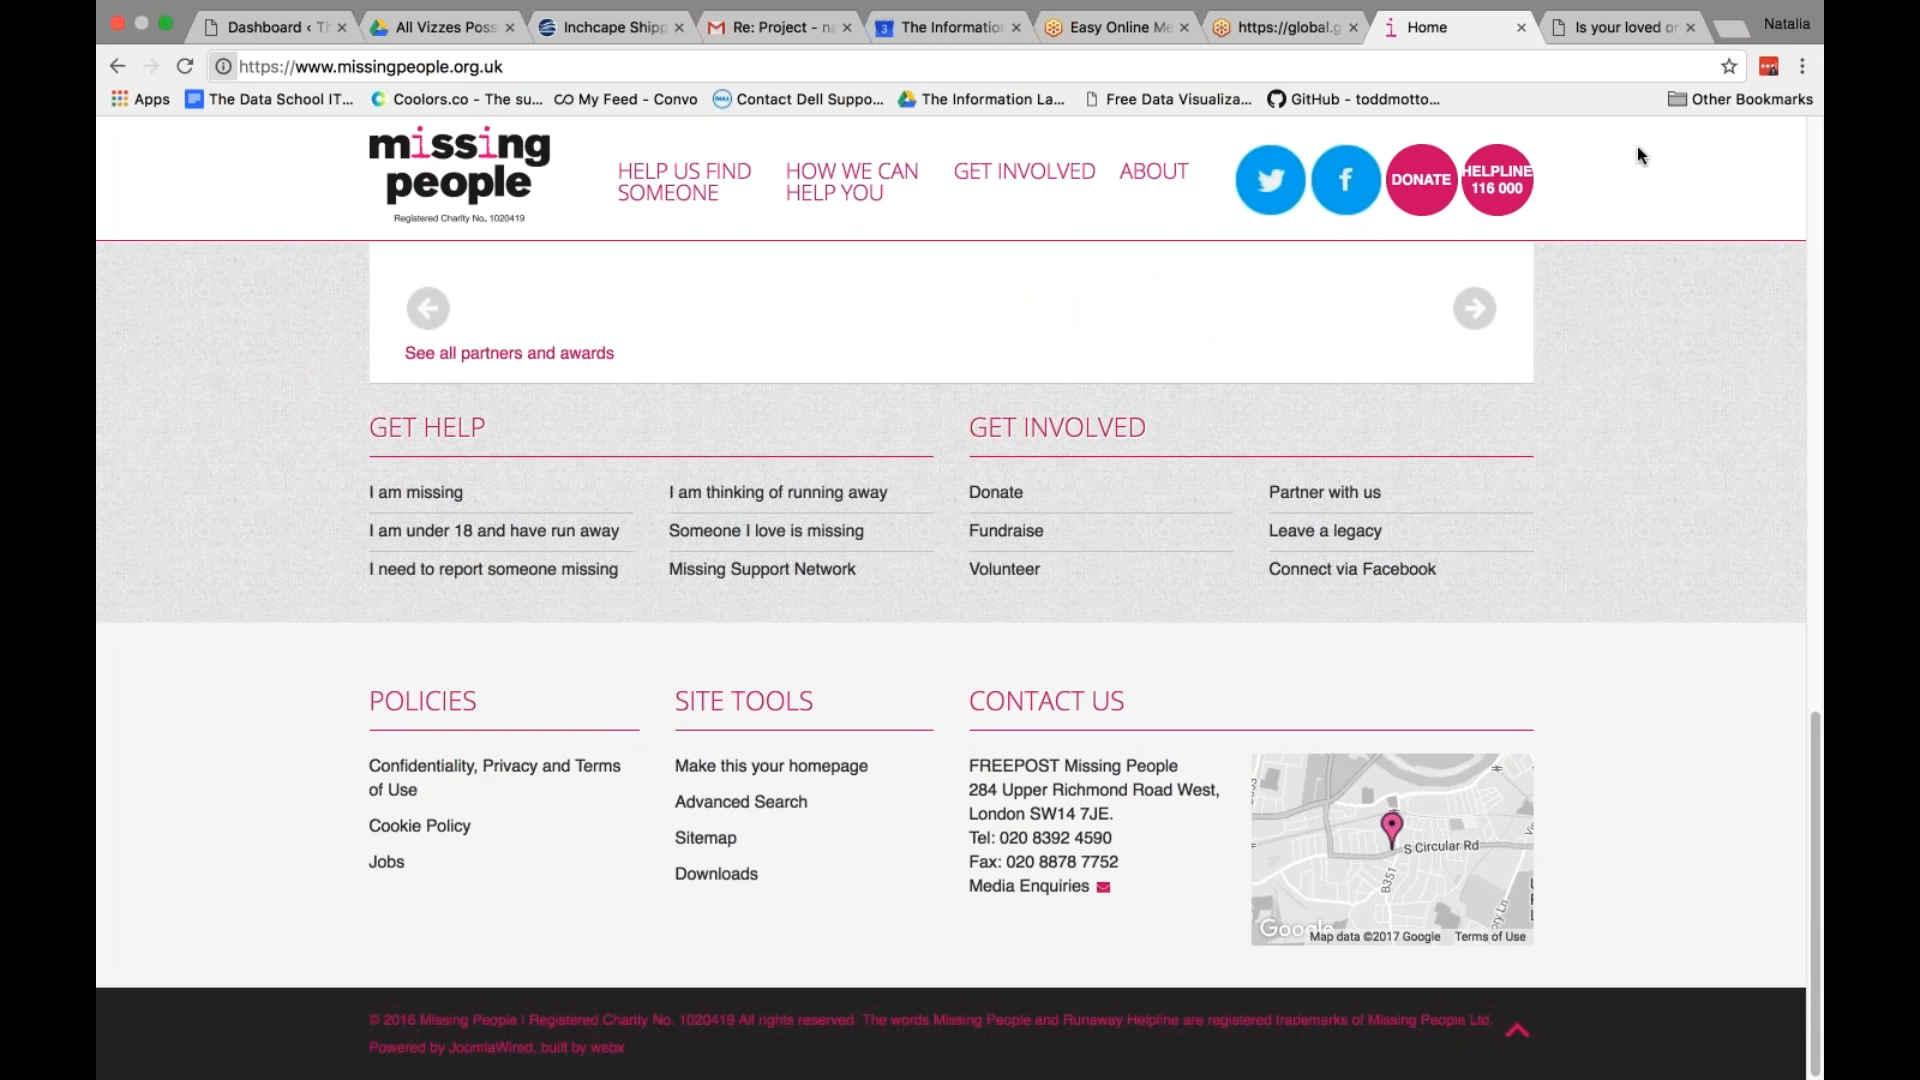 Dashboard ‹ Th
All Vizzes Poss
Inchcape Shipp
Re: Project - na
The Information
Easy Online Me
https://global.g
Home
Is your loved or
Natalia
https://www.missingpeople.org.uk
Apps
The Data School IT...
Coolors.co - The su...
My Feed - Convo
Contact Dell Suppo...
The Information La...
Free Data Visualiza...
GitHub - toddmotto...
Other Bookmarks
missing
people
Registered Charity No. 1020419
HELP US FIND
SOMEONE
HOW WE CAN
HELP YOU
GET INVOLVED
ABOUT
DONATE
HELPLINE
116 000
See all partners and awards
GET HELP
I am missing
I am thinking of running away
I am under 18 and have run away
Someone I love is missing
I need to report someone missing
Missing Support Network
GET INVOLVED
Donate
Partner with us
Fundraise
Leave a legacy
Volunteer
Connect via Facebook
POLICIES
Confidentiality, Privacy and Terms
of Use
Cookie Policy
Jobs
SITE TOOLS
Make this your homepage
Advanced Search
Sitemap
Downloads
CONTACT US
FREEPOST Missing People
284 Upper Richmond Road West,
London SW14 7JE.
Tel: 020 8392 4590
Fax: 020 8878 7752
Media Enquiries
S Circular Rd
B351
Google
Map data ©2017 Google
Terms of Use
© 2016 Missing People | Registered Charity No. 1020419 All rights reserved. The words Missing People and Runaway Helpline are registered trademarks of Missing People Ltd.
Powered by JoomlaWired, built by webx